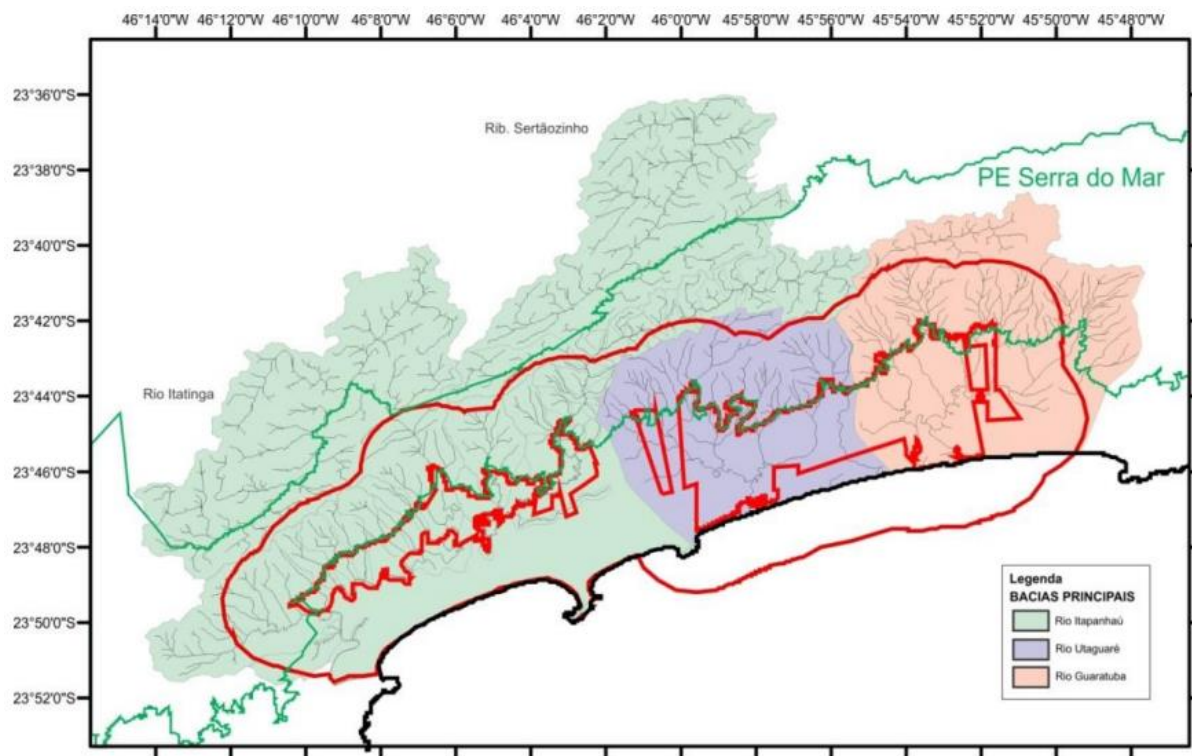 46°14'0"W 46°10'0"W 46°8'0"W 46°6'0"W 46°4'0"W 46°2'0"W 46°0'0"W 45°58'0"W 45°56'0"W 45°54'0"W 45°52'0"W 45°50'0"W 45°48'0"W
23°36'0"S
Rib. Sertãozinho
23°38'0"S
PE Serra do Mar
23°40'0"S
23°42'0"S
23°44'0"S
Rio Itatinga
23°46'0"S
23°48'0"S
23°50'0"S
23°52'0"S
Legenda
BACIAS PRINCIPAIS
Rio Itapanhaú
Rio Utaguaré
Rio Guaratuba